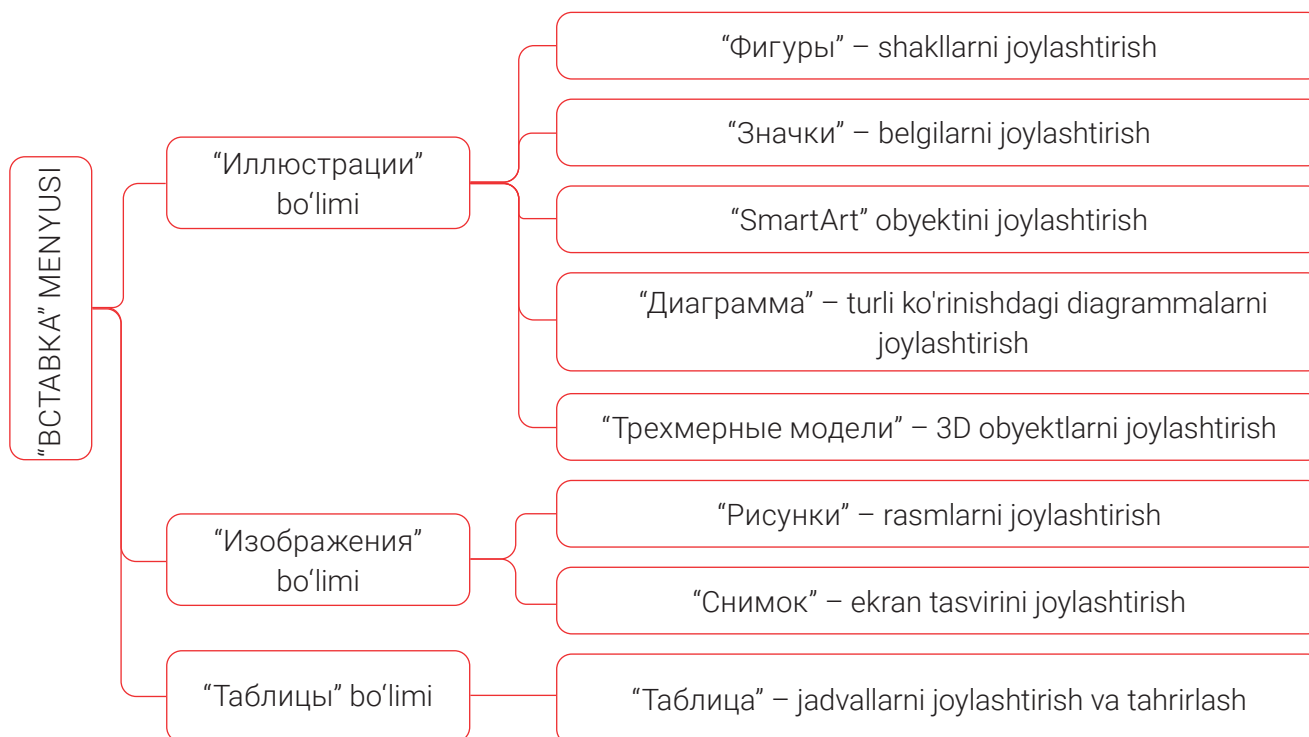 “ВСТАВКА” MENYUSI
“Иллюстрации”
bo‘limi
“Фигуры” – shakllarni joylashtirish
“Значки” – belgilarni joylashtirish
“SmartArt” obyektini joylashtirish
“Диаграмма” – turli ko'rinishdagi diagrammalarni
joylashtirish
“Трехмерные модели” – 3D obyektlarni joylashtirish
“Изображения”
bo‘limi
“Рисунки” – rasmlarni joylashtirish
“Снимок” – ekran tasvirini joylashtirish
“Таблицы” bo‘limi
“Таблица” – jadvallarni joylashtirish va tahrirlash